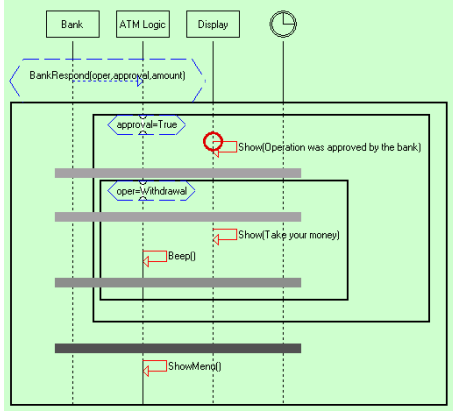 Bank
ATM Logic
Display
BankRespond(oper,approval,amount)
approval=True
Show(Operation was approved by the bank)
oper=Withdrawal
Show(Take your money)
Beep()
ShowMenu()